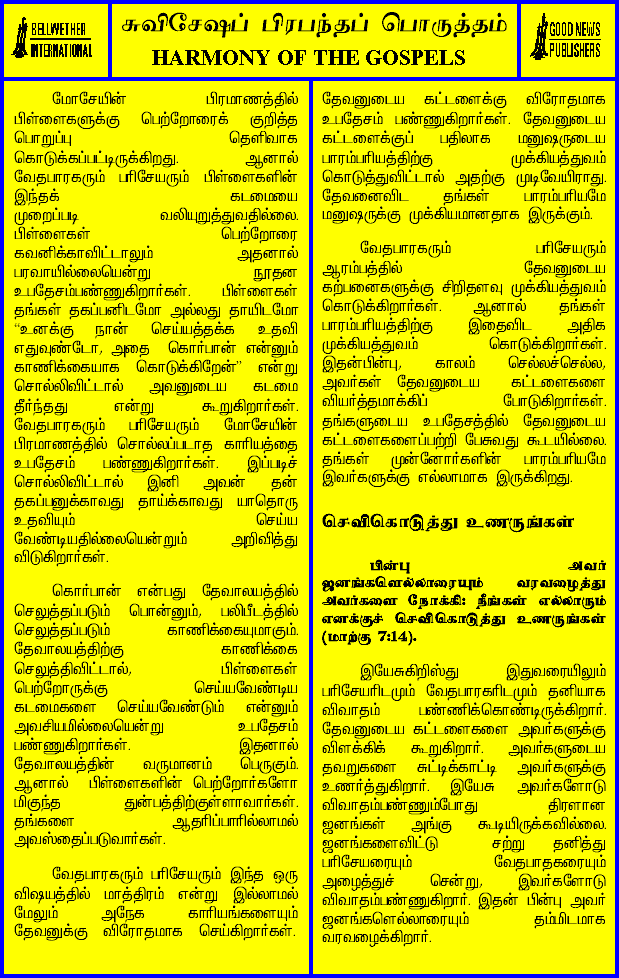 BELLWETHER
INTERNATIONAL
சுவிசேஷப் பிரபந்தப் பொருத்தம்
HARMONY OF THE GOSPELS
GOOD NEWS
PUBLISHERS
மோசேயின் பிரமாணத்தில்
பிள்ளைகளுக்கு பெற்றோரைக் குறித்த
பொறுப்பு தெளிவாக
கொடுக்கப்பட்டிருக்கிறது. ஆனால்
வேதபாரகரும் பரிசேயரும் பிள்ளைகளின்
இந்தக் கடமையை
முறைப்படி வலியுறுத்துவதில்லை.
பிள்ளைகள் பெற்றோரை
கவனிக்காவிட்டாலும் அதனால்
பரவாயில்லையென்று நூதன
உபதேசம்பண்ணுகிறார்கள். பிள்ளைகள்
தங்கள் தகப்பனிடமோ அல்லது தாயிடமோ
“உனக்கு நான் செய்யத்தக்க உதவி
எதுவுண்டோ, அதை கொர்பான் என்னும்
காணிக்கையாக கொடுக்கிறேன்” என்று
சொல்லிவிட்டால் அவனுடைய கடமை
தீர்ந்தது என்று கூறுகிறார்கள்.
வேதபாரகரும் பரிசேயரும் மோசேயின்
பிரமாணத்தில் சொல்லப்படாத காரியத்தை
உபதேசம் பண்ணுகிறார்கள். இப்படிச்
சொல்லிவிட்டால் இனி அவன் தன்
தகப்பனுக்காவது தாய்க்காவது யாதொரு
உதவியும் செய்ய
வேண்டியதில்லையென்றும் அறிவித்து
விடுகிறார்கள்.
கொர்பான் என்பது தேவாலயத்தில்
செலுத்தப்படும் பொன்னும், பலிபீடத்தில்
செலுத்தப்படும் காணிக்கையுமாகும்.
தேவாலயத்திற்கு காணிக்கை
செலுத்திவிட்டால், பிள்ளைகள்
பெற்றோருக்கு செய்யவேண்டிய
கடமைகளை செய்யவேண்டும் என்னும்
அவசியமில்லையென்று உபதேசம்
பண்ணுகிறார்கள். இதனால்
தேவாலயத்தின் வருமானம் பெருகும்.
ஆனால் பிள்ளைகளின் பெற்றோர்களோ
மிகுந்த துன்பத்திற்குள்ளாவார்கள்.
தங்களை ஆதரிப்பாரில்லாமல்
அவஸ்தைப்படுவார்கள்.
வேதபாரகரும் பரிசேயரும் இந்த ஒரு
விஷயத்தில் மாத்திரம் என்று இல்லாமல்
மேலும் அநேக காரியங்களையும்
தேவனுக்கு விரோதமாக செய்கிறார்கள்.
தேவனுடைய கட்டளைக்கு விரோதமாக
உபதேசம் பண்ணுகிறார்கள். தேவனுடைய
கட்டளைக்குப் பதிலாக மனுஷருடைய
பாரம்பரியத்திற்கு முக்கியத்துவம்
கொடுத்துவிட்டால் அதற்கு முடிவேயிராது.
தேவனைவிட தங்கள் பாரம்பரியமே
மனுஷருக்கு முக்கியமானதாக இருக்கும்.
வேதபாரகரும் பரிசேயரும்
ஆரம்பத்தில் தேவனுடைய
கற்பனைகளுக்கு சிறிதளவு முக்கியத்துவம்
கொடுக்கிறார்கள். ஆனால் தங்கள்
பாரம்பரியத்திற்கு இதைவிட அதிக
முக்கியத்துவம் கொடுக்கிறார்கள்.
இதன்பின்பு, காலம் செல்லச்செல்ல,
அவர்கள் தேவனுடைய கட்டளைகளை
வியர்த்தமாக்கிப் போடுகிறார்கள்.
தங்களுடைய உபதேசத்தில் தேவனுடைய
கட்டளைகளைப்பற்றி பேசுவது கூடயில்லை.
தங்கள் முன்னோர்களின் பாரம்பரியமே
இவர்களுக்கு எல்லாமாக இருக்கிறது.
செவிகொடுத்து உணருங்கள்
பின்பு அவர்
ஜனங்களெல்லாரையும் வரவழைத்து
அவர்களை நோக்கி: நீங்கள் எல்லாரும்
எனக்குச் செவிகொடுத்து உணருங்கள்
(மாற்கு 7:14).
இயேசுகிறிஸ்து இதுவரையிலும்
பரிசேயரிடமும் வேதபாரகரிடமும் தனியாக
விவாதம் பண்ணிக்கொண்டிருக்கிறார்.
தேவனுடைய கட்டளைகளை அவர்களுக்கு
விளக்கிக் கூறுகிறார். அவர்களுடைய
தவறுகளை சுட்டிக்காட்டி அவர்களுக்கு
உணர்த்துகிறார். இயேசு அவர்களோடு
விவாதம்பண்ணும்போது திரளான
ஜனங்கள் அங்கு கூடியிருக்கவில்லை.
ஜனங்களைவிட்டு சற்று தனித்து
பரிசேயரையும் வேதபாதகரையும்
அழைத்துச் சென்று, இவர்களோடு
விவாதம்பண்ணுகிறார். இதன் பின்பு அவர்
ஜனங்களெல்லாரையும் தம்மிடமாக
வரவழைக்கிறார்.